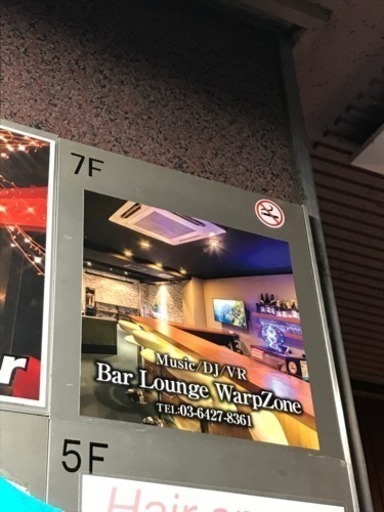 7F
Music/DJ/VR
Bar Lounge WarpZone
TEL:03-6427-8361
5F
Hair